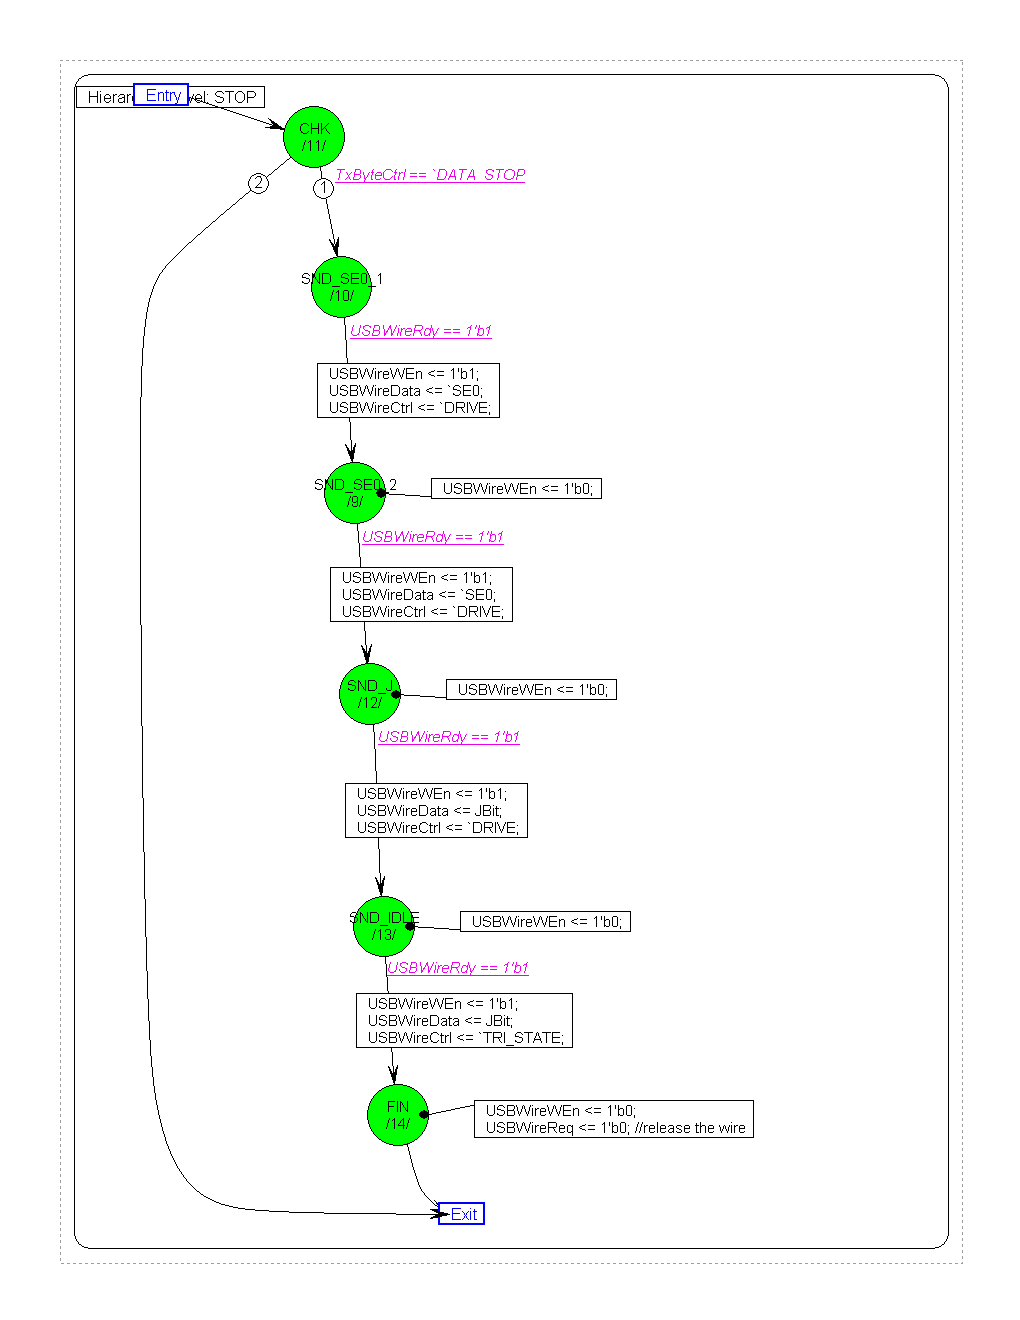 Entry
Hierar vel: STOP
CHK
/11/
2
1
TxByteCtrl == `DATA_STOP
SND_SE0_1
/10/
USBWireRdy == 1'b1
USBWireWEn <= 1'b1;
USBWireData <= `SE0;
USBWireCtrl <= `DRIVE;
SND_SE0_2
/9/
USBWireWEn <= 1'b0;
USBWireRdy == 1'b1
USBWireWEn <= 1'b1;
USBWireData <= `SE0;
USBWireCtrl <= `DRIVE;
SND_J
/12/
USBWireWEn <= 1'b0;
USBWireRdy == 1'b1
USBWireWEn <= 1'b1;
USBWireData <= JBit;
USBWireCtrl <= `DRIVE;
SND_IDLE
/13/
USBWireWEn <= 1'b0;
USBWireRdy == 1'b1
USBWireWEn <= 1'b1;
USBWireData <= JBit;
USBWireCtrl <= `TRI_STATE;
FIN
/14/
USBWireWEn <= 1'b0;
USBWireReq <= 1'b0; //release the wire
Exit